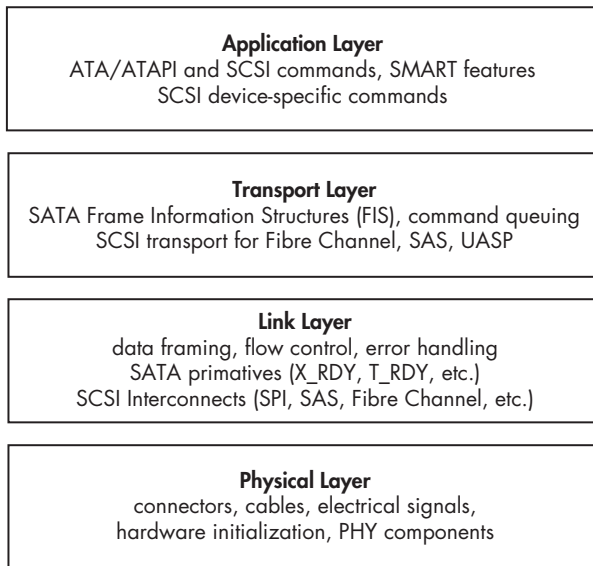 Application Layer
ATA/ATAPI and SCSI commands, SMART features
SCSI device-specific commands
Transport Layer
SATA Frame Information Structures (FIS), command queuing
SCSI transport for Fibre Channel, SAS, UASP
Link Layer
data framing, flow control, error handling
SATA primatives (X_RDY, T_RDY, etc.)
SCSI Interconnects (SPI, SAS, Fibre Channel, etc.)
Physical Layer
connectors, cables, electrical signals,
hardware initialization, PHY components